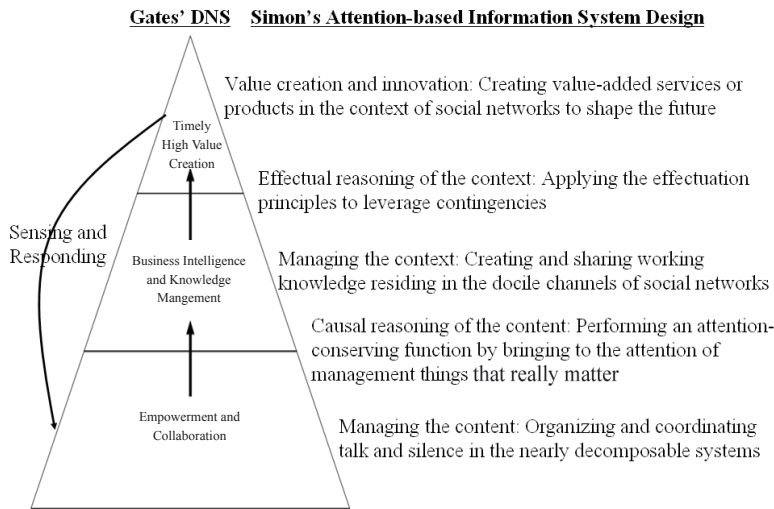 Gates’ DNS Simon’s Attention-based Information System Design
Value creation and innovation: Creating value-added services or
products in the context of social networks to shape the future
Timely
High Value
Creation
Effectual reasoning of the context: Applying the effectuation
principles to leverage contingencies
Sensing and
Responding
Business Intelligence
and Knowledge
Mangement
Managing the context: Creating and sharing working
knowledge residing in the docile channels of social networks
Causal reasoning of the content: Performing an attention-
conserving function by bringing to the attention of
management things that really matter
Empowerment and
Collaboration
Managing the content: Organizing and coordinating
talk and silence in the nearly decomposable systems